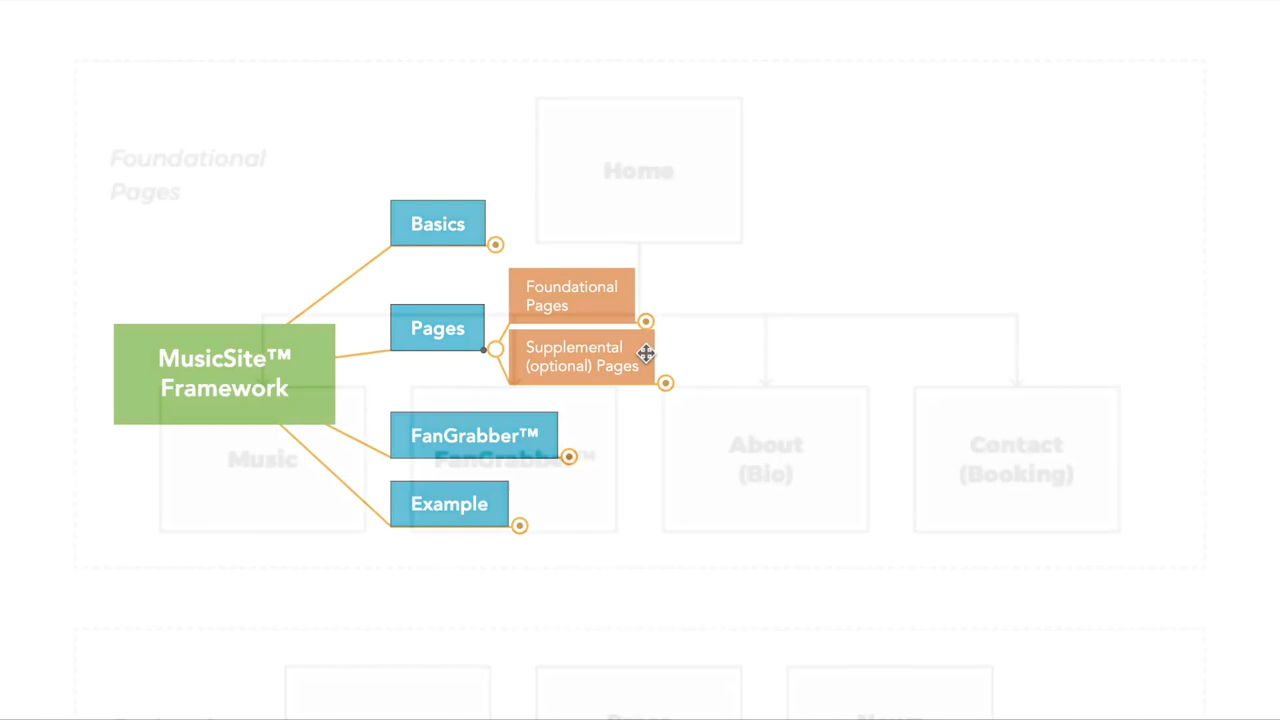 Foundational
Pages
Home
Basics
Foundational
Pages
Pages
Supplemental
(optional) Pages
MusicSite™
Framework
FanGrabber™
Example
Music
FanGrabber™
About
(Bio)
Contact
(Booking)